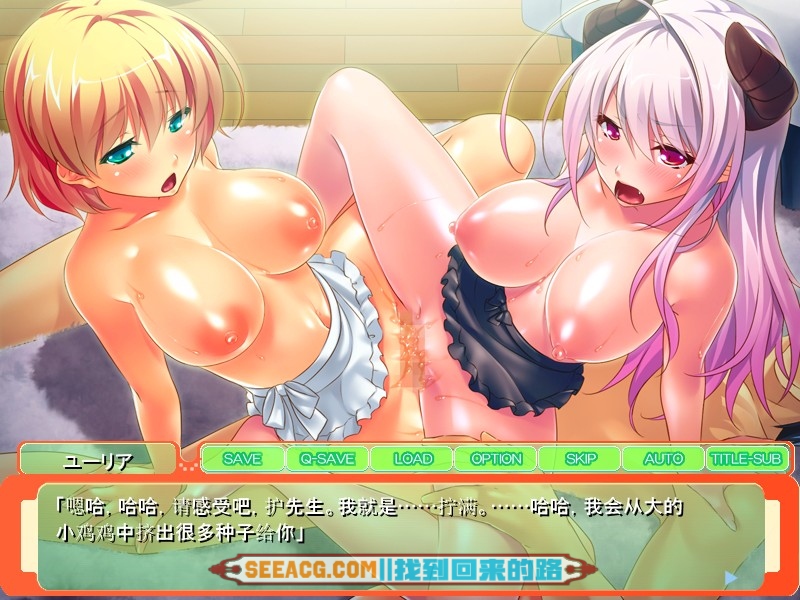 ユーリア
SAVE Q-SAVE LOAD OPTION SKIP AUTO TITLE-SUB
「嗯哈，哈哈，请感受吧，护先生。我就是……拧满。……哈哈，我会从大的
小鸡鸡中挤出很多种子给你」
SEEACG.COM||找到回来的路